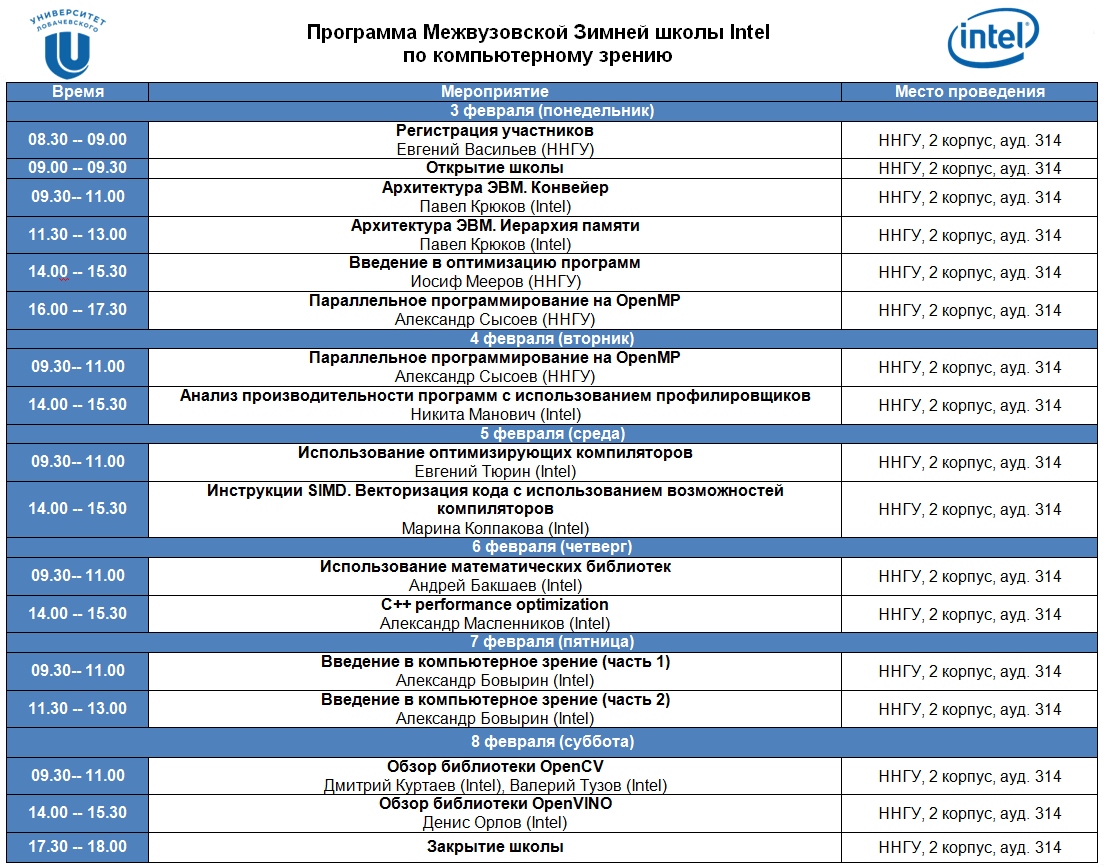 УНИВЕРСИТЕТ
ЛОБАЧЕВСКОГО
Программа Межвузовской Зимней школы Intel
по компьютерному зрению
intel
Время Мероприятие Место проведения
3 февраля (понедельник)
08.30 -- 09.00 Регистрация участников ННГУ, 2 корпус, ауд. 314
Евгений Васильев (ННГУ)
09.00 -- 09.30 Открытие школы ННГУ, 2 корпус, ауд. 314
09.30-- 11.00 Архитектура ЭВМ. Конвейер ННГУ, 2 корпус, ауд. 314
Павел Крюков (Intel)
11.30 -- 13.00 Архитектура ЭВМ. Иерархия памяти ННГУ, 2 корпус, ауд. 314
Павел Крюков (Intel)
14.00 -- 15.30 Введение в оптимизацию программ ННГУ, 2 корпус, ауд. 314
Иосиф Мееров (ННГУ)
16.00 -- 17.30 Параллельное программирование на OpenMP ННГУ, 2 корпус, ауд. 314
Александр Сысоев (ННГУ)
4 февраля (вторник)
09.30-- 11.00 Параллельное программирование на OpenMP ННГУ, 2 корпус, ауд. 314
Александр Сысоев (ННГУ)
14.00 -- 15.30 Анализ производительности программ с использованием профилировщиков ННГУ, 2 корпус, ауд. 314
Никита Манович (Intel)
5 февраля (среда)
09.30-- 11.00 Использование оптимизирующих компиляторов ННГУ, 2 корпус, ауд. 314
Евгений Тюрин (Intel)
14.00 -- 15.30 Инструкции SIMD. Векторизация кода с использованием возможностей ННГУ, 2 корпус, ауд. 314
компиляторов
Марина Колпакова (Intel)
6 февраля (четверг)
09.30-- 11.00 Использование математических библиотек ННГУ, 2 корпус, ауд. 314
Андрей Бакшаев (Intel)
14.00 -- 15.30 C++ performance optimization ННГУ, 2 корпус, ауд. 314
Александр Масленников (Intel)
7 февраля (пятница)
09.30-- 11.00 Введение в компьютерное зрение (часть 1) ННГУ, 2 корпус, ауд. 314
Александр Бовырин (Intel)
11.30 -- 13.00 Введение в компьютерное зрение (часть 2) ННГУ, 2 корпус, ауд. 314
Александр Бовырин (Intel)
8 февраля (суббота)
09.30-- 11.00 Обзор библиотеки OpenCV ННГУ, 2 корпус, ауд. 314
Дмитрий Куртаев (Intel), Валерий Тузов (Intel)
14.00 -- 15.30 Обзор библиотеки OpenVINO ННГУ, 2 корпус, ауд. 314
Денис Орлов (Intel)
17.30 -- 18.00 Закрытие школы ННГУ, 2 корпус, ауд. 314